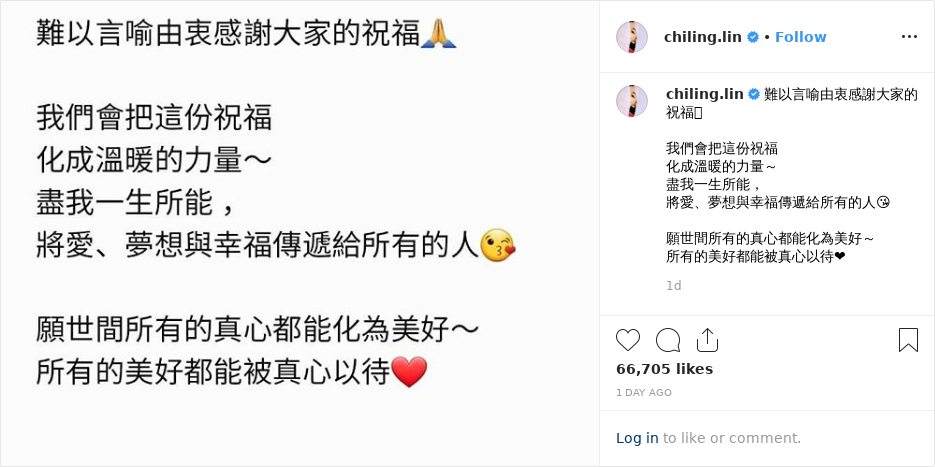 難以言喻由衷感謝大家的祝福🙏
我們會把這份祝福
化成溫暖的力量～
盡我一生所能，
將愛、夢想與幸福傳遞給所有的人😘
願世間所有的真心都能化為美好～
所有的美好都能被真心以待❤️
chiling.lin • Follow
chiling.lin 難以言喻由衷感謝大家的
祝福▯
我們會把這份祝福
化成溫暖的力量～
盡我一生所能，
將愛、夢想與幸福傳遞給所有的人😘
願世間所有的真心都能化為美好～
所有的美好都能被真心以待❤
1d
66,705 likes
1 DAY AGO
Log in to like or comment.